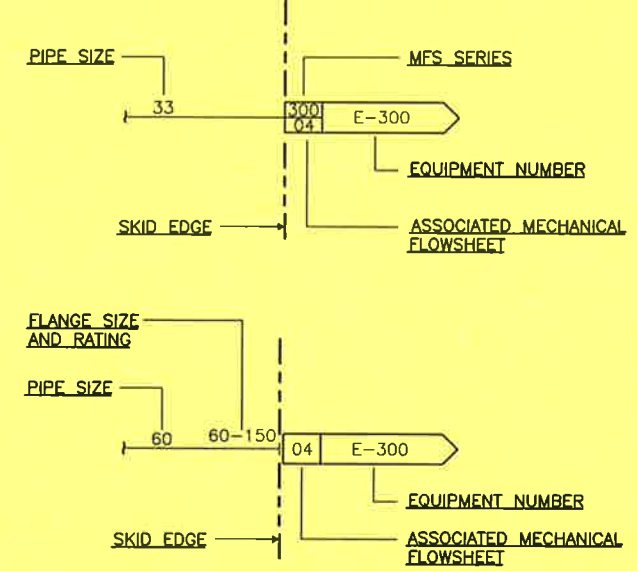 PIPE SIZE
MFS SERIES
33
300
04
E-300
EQUIPMENT NUMBER
SKID EDGE
ASSOCIATED MECHANICAL
FLOWSHEET
FLANGE SIZE
AND RATING
PIPE SIZE
60
60-150
04
E-300
EQUIPMENT NUMBER
SKID EDGE
ASSOCIATED MECHANICAL
FLOWSHEET